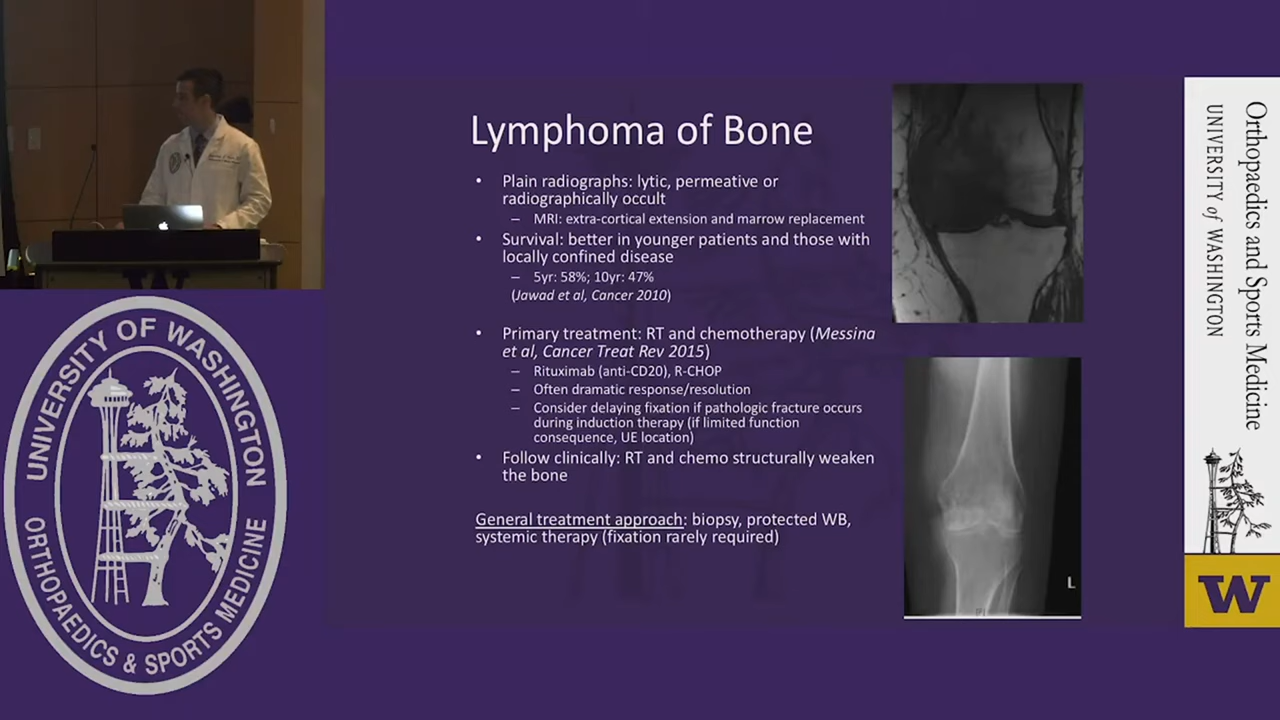 Lymphoma of Bone
• Plain radiographs: lytic, permeative or
radiographically occult
– MRI: extra-cortical extension and marrow replacement
• Survival: better in younger patients and those with
locally confined disease
– 5yr: 58%; 10yr: 47%
(Jawad et al, Cancer 2010)
• Primary treatment: RT and chemotherapy (Messina
et al, Cancer Treat Rev 2015)
– Rituximab (anti-CD20), R-CHOP
– Often dramatic response/resolution
– Consider delaying fixation if pathologic fracture occurs
during induction therapy (if limited function
consequence, UE location)
• Follow clinically: RT and chemo structurally weaken
the bone
General treatment approach: biopsy, protected WB,
systemic therapy (fixation rarely required)
L
UNIVERSITY OF WASHINGTON
ORTHOPAEDICS & SPORTS MEDICINE
Orthopaedics and Sports Medicine
UNIVERSITY of WASHINGTON
W